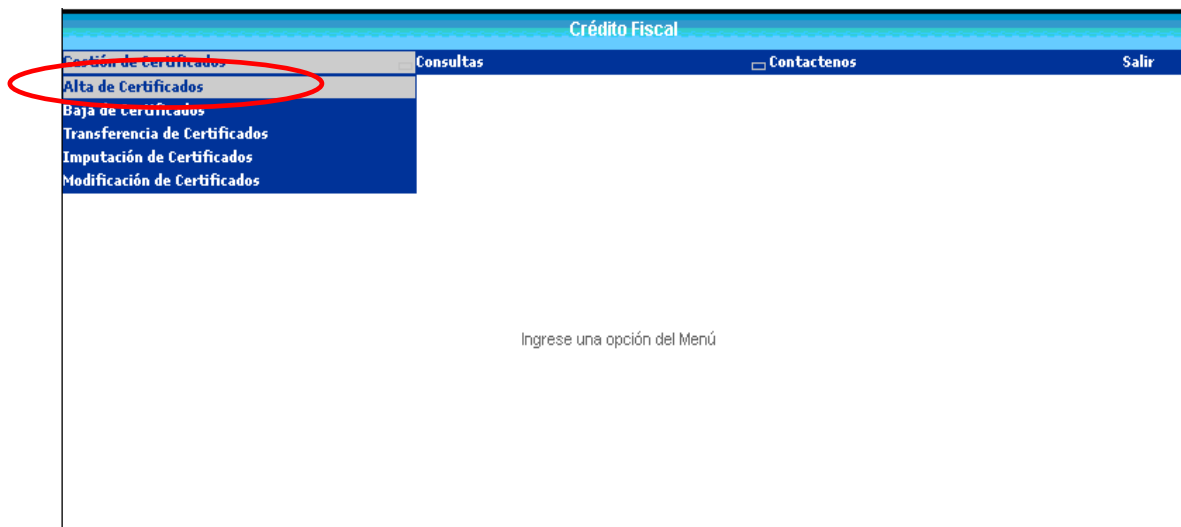 Crédito Fiscal
Gestión de Certificados Consultas Contactenos Salir
Alta de Certificados
Baja de Certificados
Transferencia de Certificados
Imputación de Certificados
Modificación de Certificados
Ingrese una opción del Menú